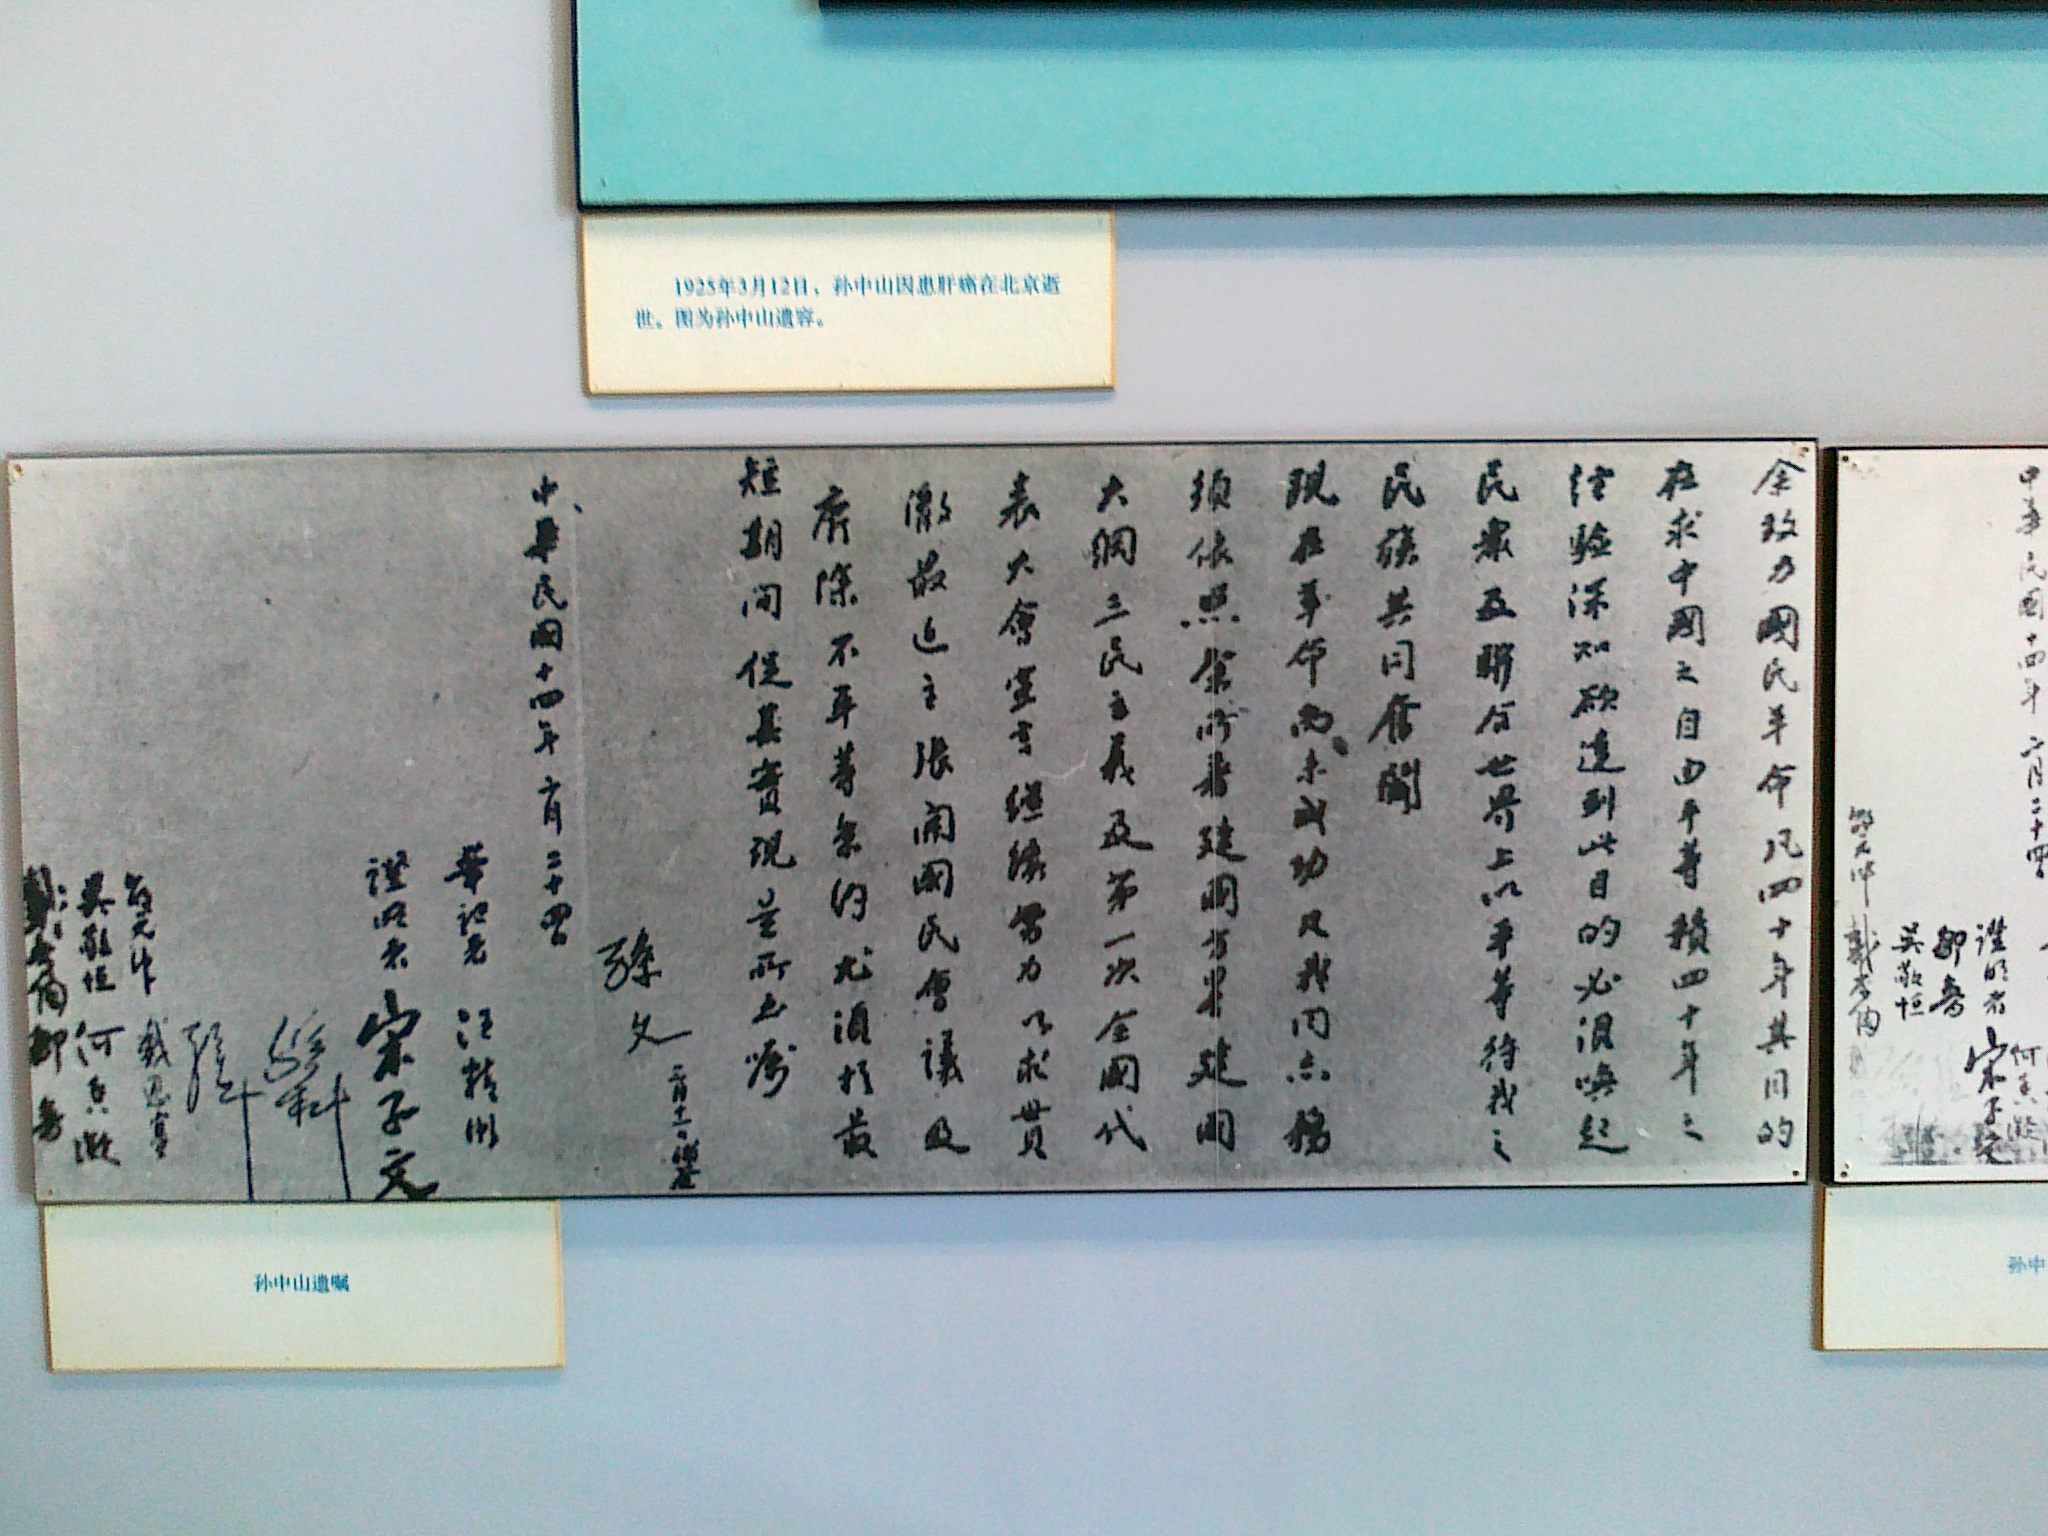 1925年3月12日，孙中山因患肝癌在北京逝
世。图为孙中山遗容。
余致力國民革命凡四十年其目的
在求中國之自由平等積四十年之
經驗深知欲達到此目的必須喚起
民衆及聯合世界上以平等待我之
民族共同奮鬭
現在革命尚未成功凡我同志務
須依照余所著建國方畧建國
大綱三民主義及第一次全國代
表大會宣言繼續努力以求貫
澈最近主張開國民會議及
廢除不平等條約尤須於最
短期間促其實現是所至囑
孫文 三月十一日補簽
中華民國十四年二月二十四日
筆記者 汪精衛
證明者 宋子文
孫科
孔祥熙
邵元冲 戴恩賽
吳敬恒 何香凝
戴季陶 鄒魯
孙中山遗嘱
中華民國十四年二月二十四日
證明者 宋子文
何香凝
鄒魯
吳敬恒
邵元冲 戴季陶
孙中